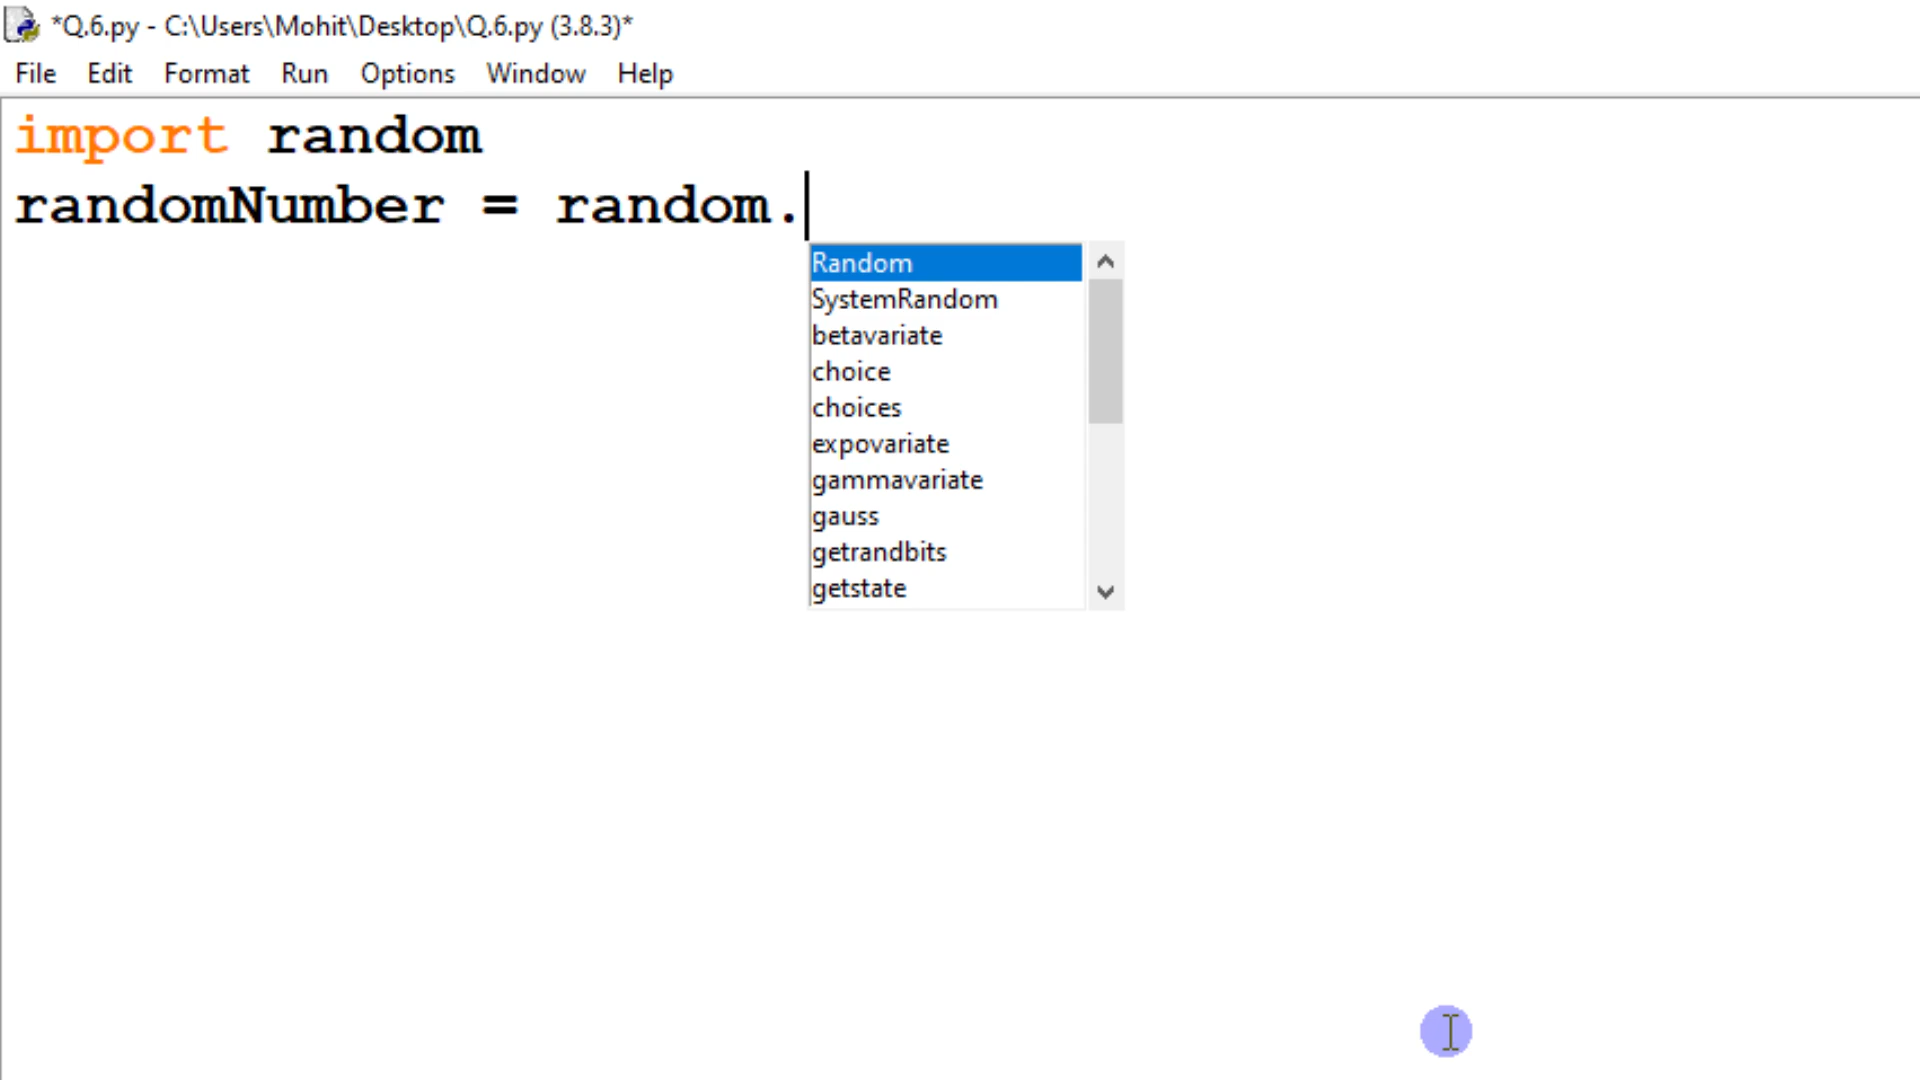 *Q.6.py - C:\Users\Mohit\Desktop\Q.6.py (3.8.3)*
File Edit Format Run Options Window Help
import random
randomNumber = random.
Random
SystemRandom
betavariate
choice
choices
expovariate
gammavariate
gauss
getrandbits
getstate